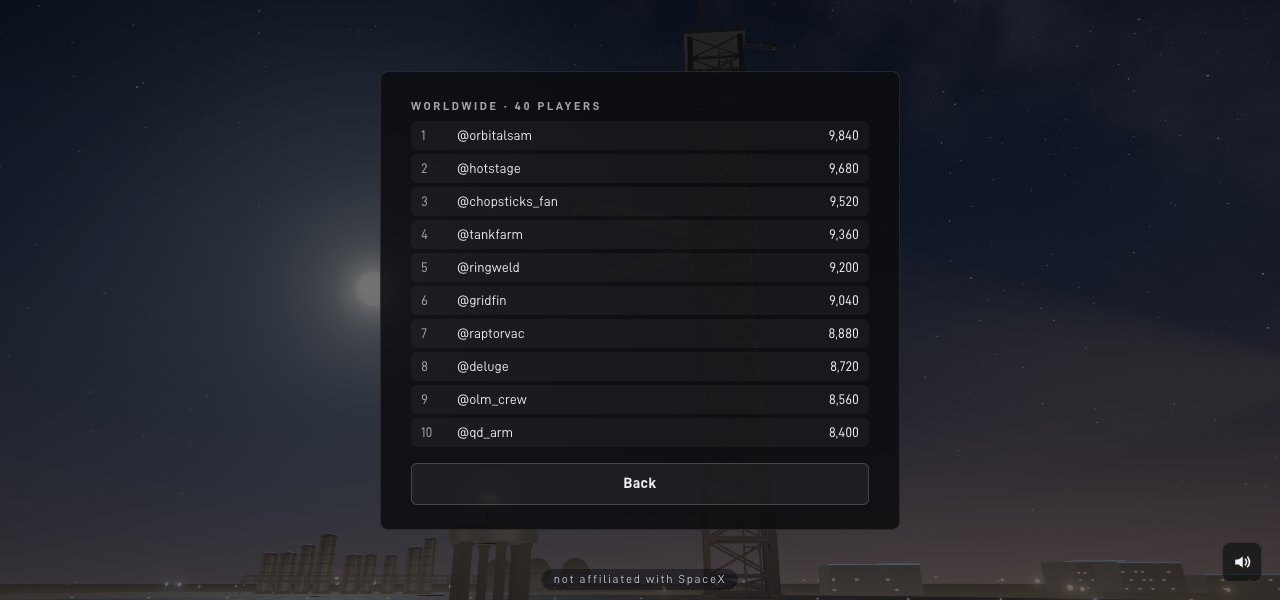 WORLDWIDE · 40 PLAYERS
1 @orbitalsam 9,840
2 @hotstage 9,680
3 @chopsticks_fan 9,520
4 @tankfarm 9,360
5 @ringweld 9,200
6 @gridfin 9,040
7 @raptorvac 8,880
8 @deluge 8,720
9 @olm_crew 8,560
10 @qd_arm 8,400
Back
not affiliated with SpaceX